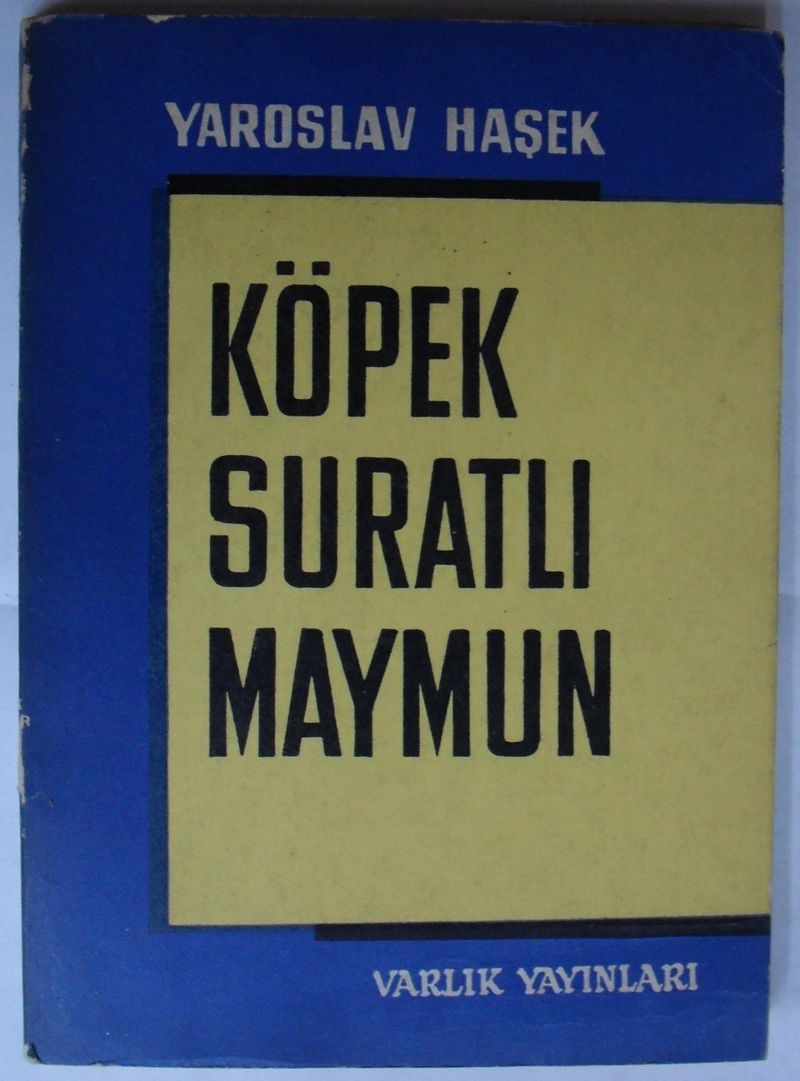 YAROSLAV HAŞEK
KÖPEK
SURATLI
MAYMUN
VARLIK YAYINLARI